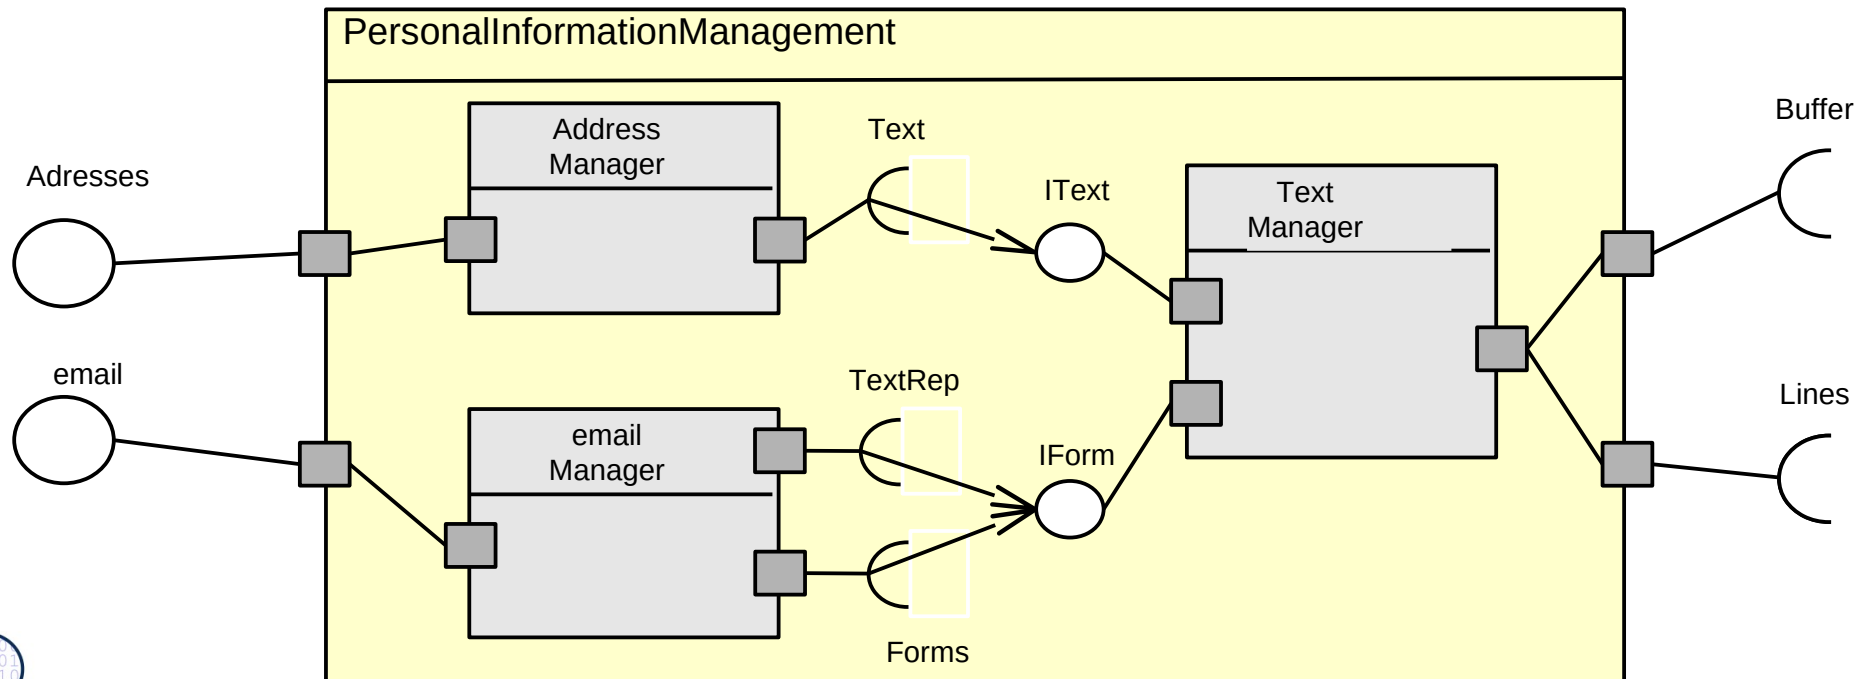 PersonalInformationManagement
Buffer
Address
Manager
Text
Adresses
IText
Text
Manager
email
TextRep
Lines
email
Manager
IForm
Forms